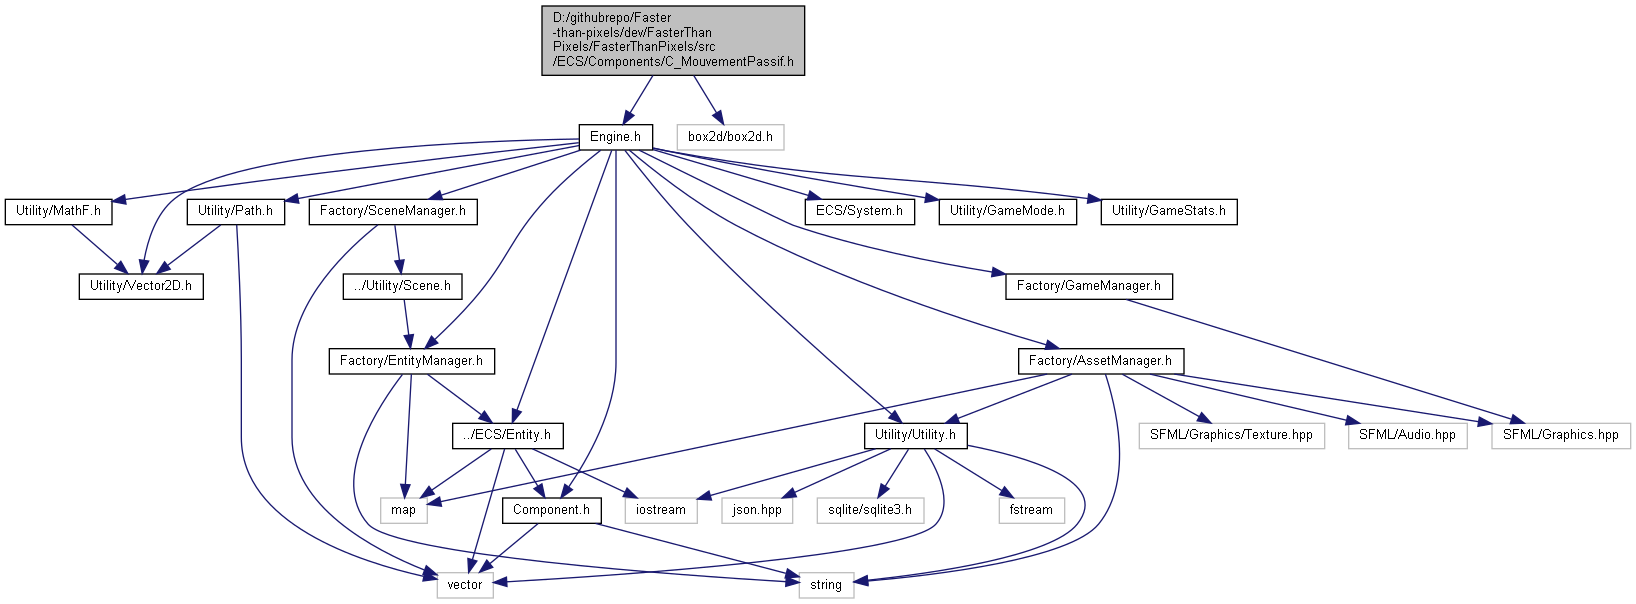 D:/githubrepo/Faster
-than-pixels/dev/FasterThan
Pixels/FasterThanPixels/src
/ECS/Components/C_MouvementPassif.h
Engine.h
box2d/box2d.h
Utility/MathF.h
Utility/Path.h
Factory/SceneManager.h
ECS/System.h
Utility/GameMode.h
Utility/GameStats.h
Utility/Vector2D.h
../Utility/Scene.h
Factory/GameManager.h
Factory/EntityManager.h
Factory/AssetManager.h
../ECS/Entity.h
Utility/Utility.h
SFML/Graphics/Texture.hpp
SFML/Audio.hpp
SFML/Graphics.hpp
map
Component.h
iostream
json.hpp
sqlite/sqlite3.h
fstream
vector
string